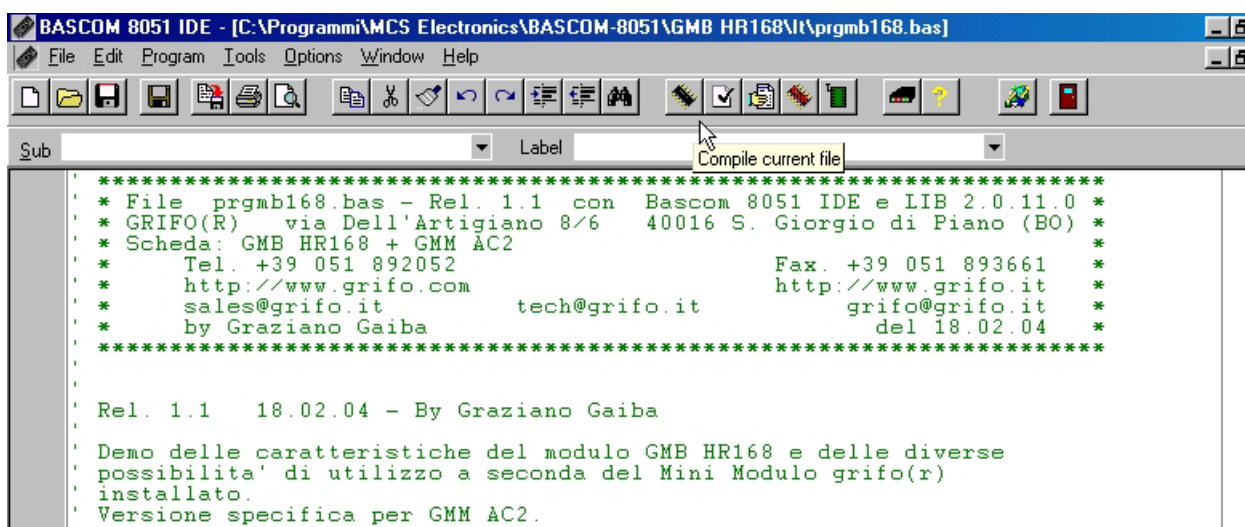 BASCOM 8051 IDE - [C:\Programmi\MCS Electronics\BASCOM-8051\GMB HR168\It\prgmb168.bas]
File Edit Program Tools Options Window Help
Sub Label
Compile current file
' **********************************************************************
' * File prgmb168.bas - Rel. 1.1 con Bascom 8051 IDE e LIB 2.0.11.0 *
' * GRIFO(R) via Dell'Artigiano 8/6 40016 S. Giorgio di Piano (BO) *
' * Scheda: GMB HR168 + GMM AC2 *
' * Tel. +39 051 892052 Fax. +39 051 893661 *
' * http://www.grifo.com http://www.grifo.it *
' * sales@grifo.it tech@grifo.it grifo@grifo.it *
' * by Graziano Gaiba del 18.02.04 *
' **********************************************************************
'
'
' Rel. 1.1 18.02.04 - By Graziano Gaiba
'
' Demo delle caratteristiche del modulo GMB HR168 e delle diverse
' possibilita' di utilizzo a seconda del Mini Modulo grifo(r)
' installato.
' Versione specifica per GMM AC2.